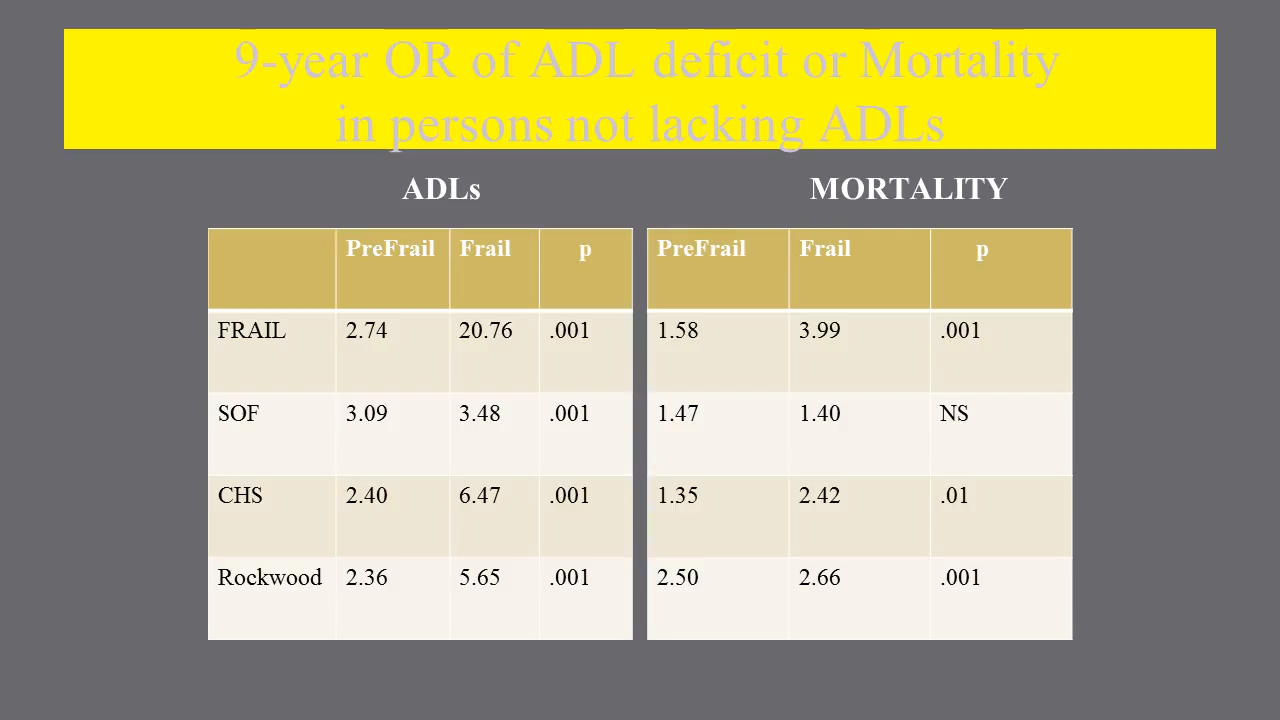 9-year OR of ADL deficit or Mortality
in persons not lacking ADLs
ADLs MORTALITY
PreFrail Frail p PreFrail Frail p
FRAIL 2.74 20.76 .001 1.58 3.99 .001
SOF 3.09 3.48 .001 1.47 1.40 NS
CHS 2.40 6.47 .001 1.35 2.42 .01
Rockwood 2.36 5.65 .001 2.50 2.66 .001